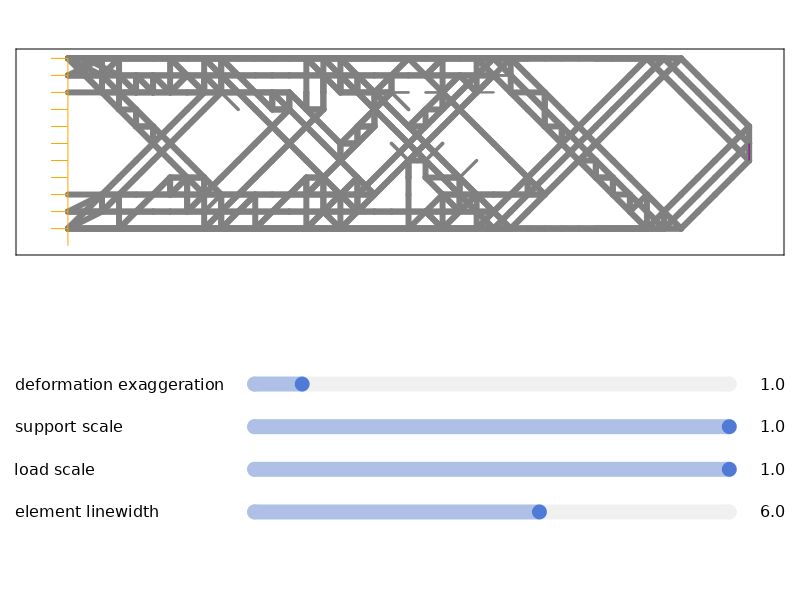 deformation exaggeration 1.0
support scale 1.0
load scale 1.0
element linewidth 6.0